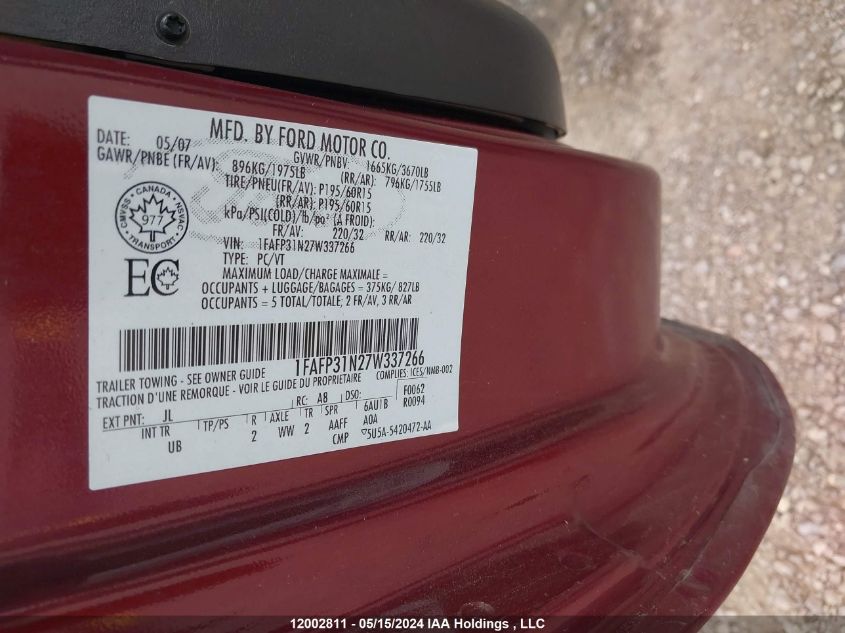 MFD. BY FORD MOTOR CO.
DATE: 05/07 GVWR/PNBV: 1665KG/3670LB
GAWR/PNBE (FR/AV): 896KG/1975LB (RR/AR): 796KG/1755LB
TIRE/PNEU(FR/AV): P195/60R15
(RR/AR): P195/60R15
kPa/PSI(COLD)/lb/po² (A FROID):
FR/AV: 220/32 RR/AR: 220/32
VIN: 1FAFP31N27W337266
TYPE: PC/VT
MAXIMUM LOAD/CHARGE MAXIMALE =
OCCUPANTS + LUGGAGE/BAGAGES = 375KG/ 827LB
OCCUPANTS = 5 TOTAL/TOTALE; 2 FR/AV, 3 RR/AR
CANADA
CMVSS 977 NSVAC
TRANSPORT
EC
1FAFP31N27W337266
TRAILER TOWING - SEE OWNER GUIDE COMPLIES: ICES/NMB-002
TRACTION D'UNE REMORQUE - VOIR LE GUIDE DU PROPRIETAIRE
EXT PNT: JL RC: A8 DSO: F0062
R0094
INT TR TP/PS R AXLE TR SPR 6AU1B
UB 2 WW 2 AAFF AOA
CMP ▽5U5A-5420472-AA
12002811 - 05/15/2024 IAA Holdings , LLC